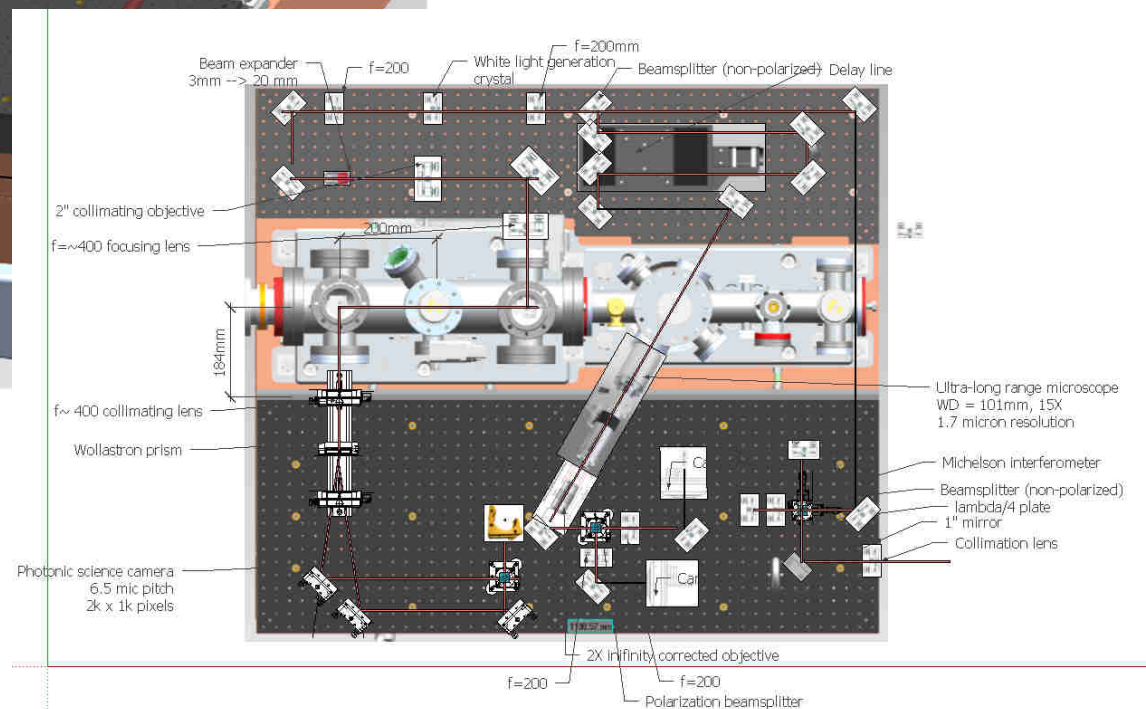 f=200mm
Beam expander
3mm --> 20 mm
f=200
White light generation
crystal
Beamsplitter (non-polarized)
Delay line
2" collimating objective
f=~400 focusing lens
200mm
184mm
f~ 400 collimating lens
Wollastron prism
Ultra-long range microscope
WD = 101mm, 15X
1.7 micron resolution
Ca
Michelson interferometer
Beamsplitter (non-polarized)
lambda/4 plate
1" mirror
Collimation lens
Photonic science camera
6.5 mic pitch
2k x 1k pixels
Car
2X inifinity corrected objective
f=200
f=200
Polarization beamsplitter